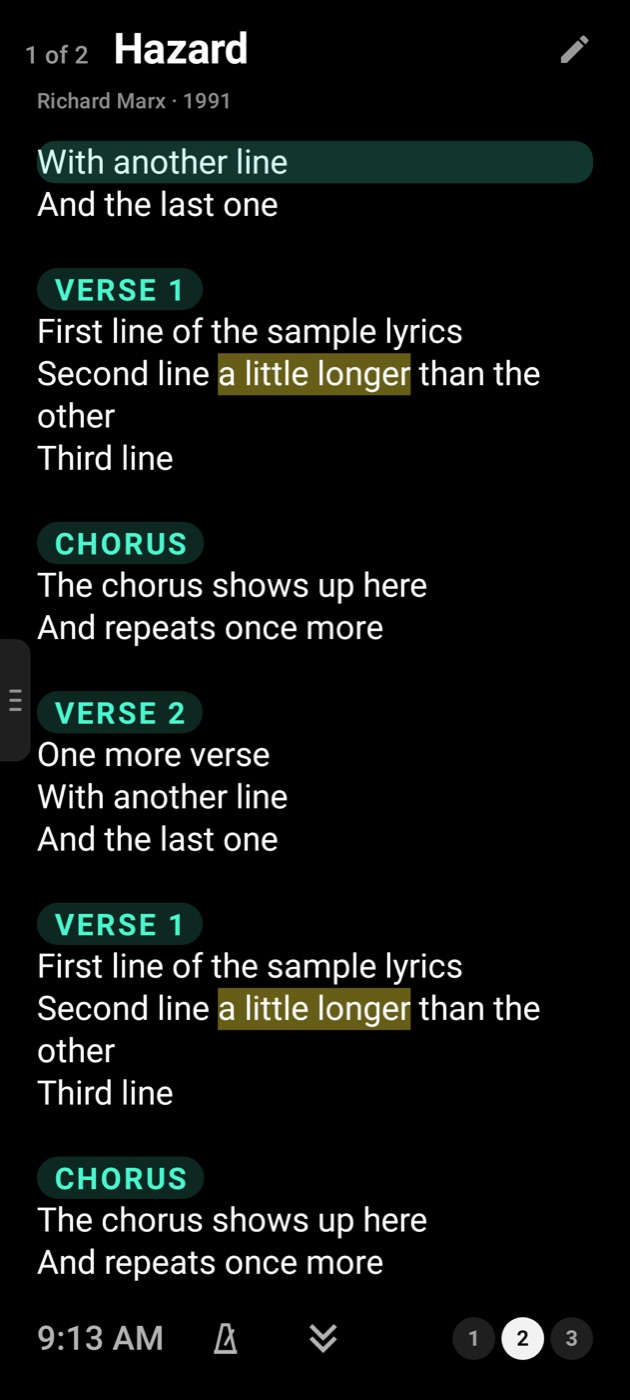 1 of 2 Hazard
Richard Marx · 1991
With another line
And the last one
VERSE 1
First line of the sample lyrics
Second line a little longer than the
other
Third line
CHORUS
The chorus shows up here
And repeats once more
VERSE 2
One more verse
With another line
And the last one
VERSE 1
First line of the sample lyrics
Second line a little longer than the
other
Third line
CHORUS
The chorus shows up here
And repeats once more
9:13 AM 1 2 3